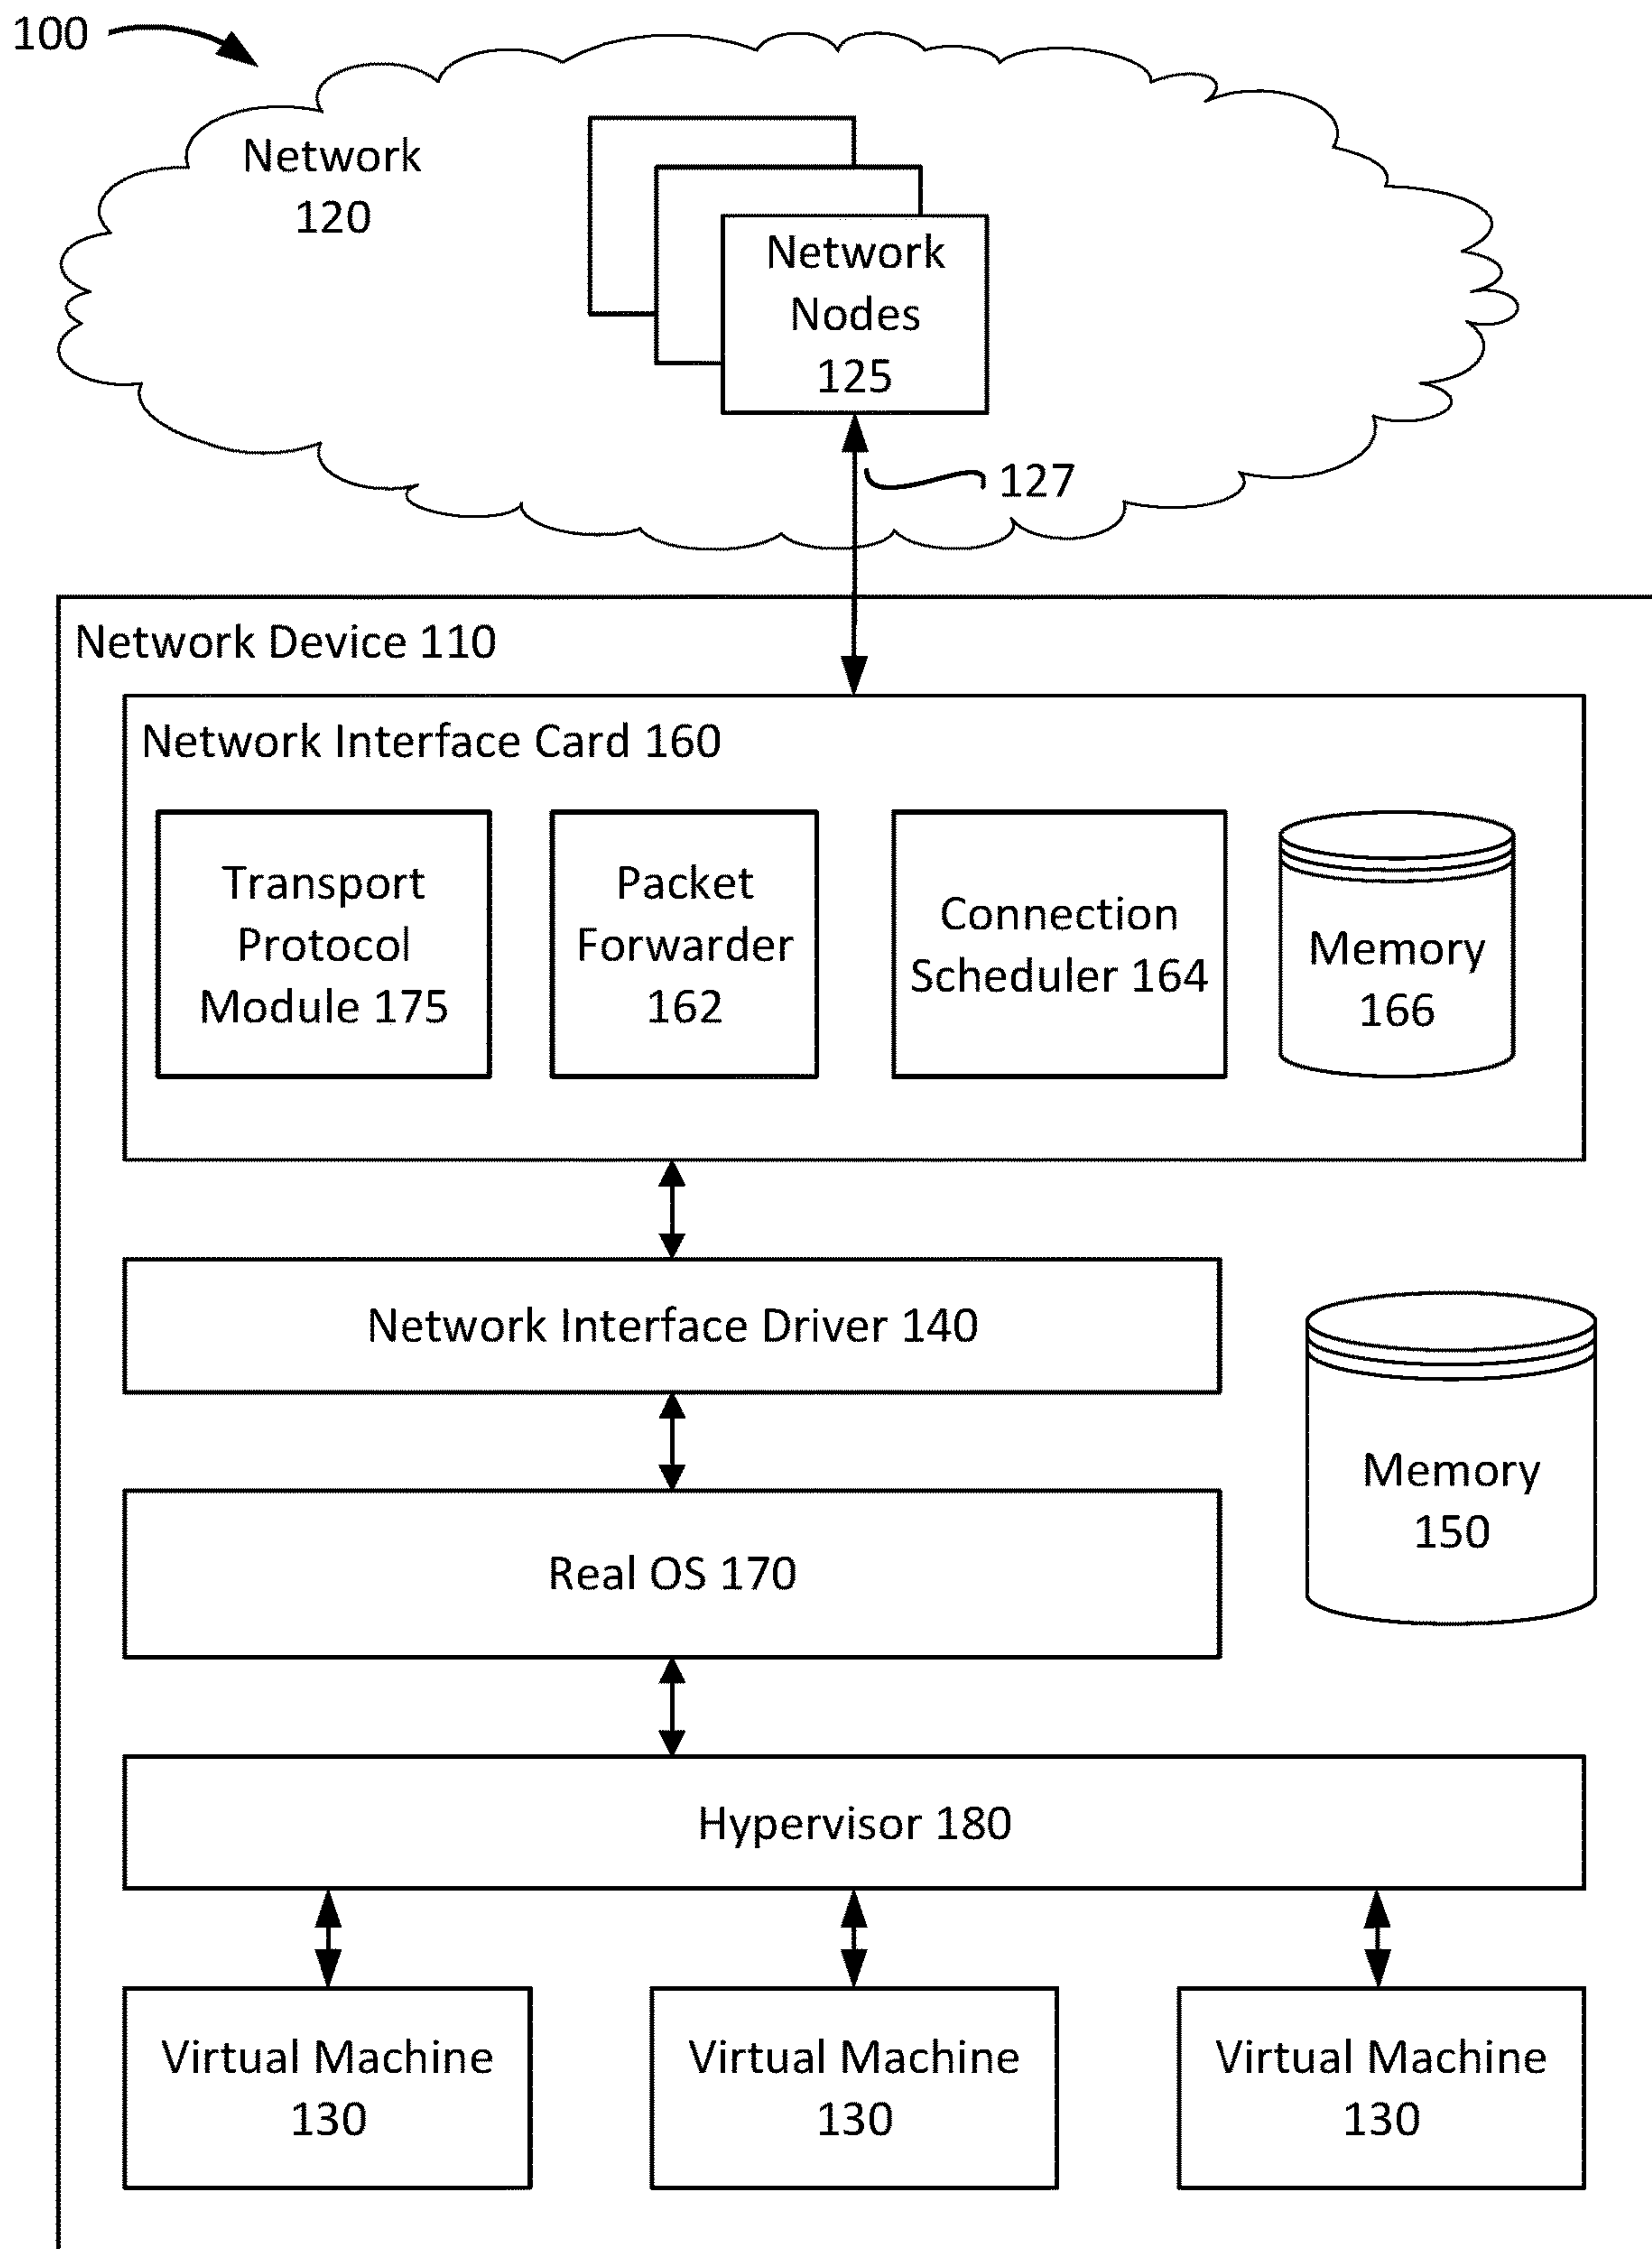 100
Network
120
Network
Nodes
125
127
Network Device 110
Network Interface Card 160
Transport
Protocol
Module 175
Packet
Forwarder
162
Connection
Scheduler 164
Memory
166
Network Interface Driver 140
Memory
150
Real OS 170
Hypervisor 180
Virtual Machine
130
Virtual Machine
130
Virtual Machine
130